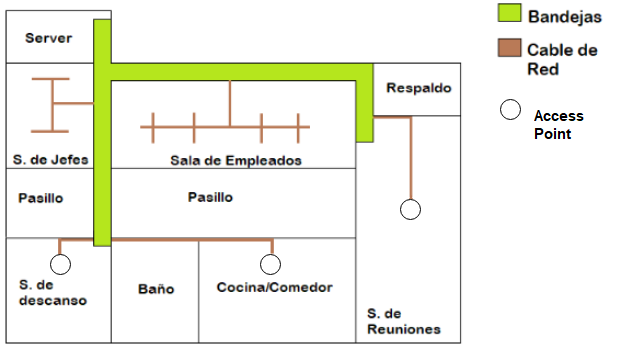 Server
Bandejas
Cable de
Red
Respaldo
Access
Point
S. de Jefes
Sala de Empleados
Pasillo
Pasillo
S. de
descanso
Baño
Cocina/Comedor
S. de
Reuniones